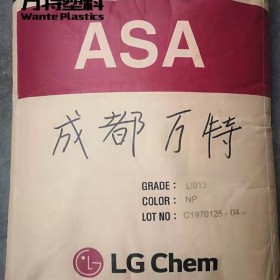 万特塑料
Wante Plastics
ASA
成都万特
GRADE: LI913
COLOR: NP
LOT NO: C1970125-04
LG Chem